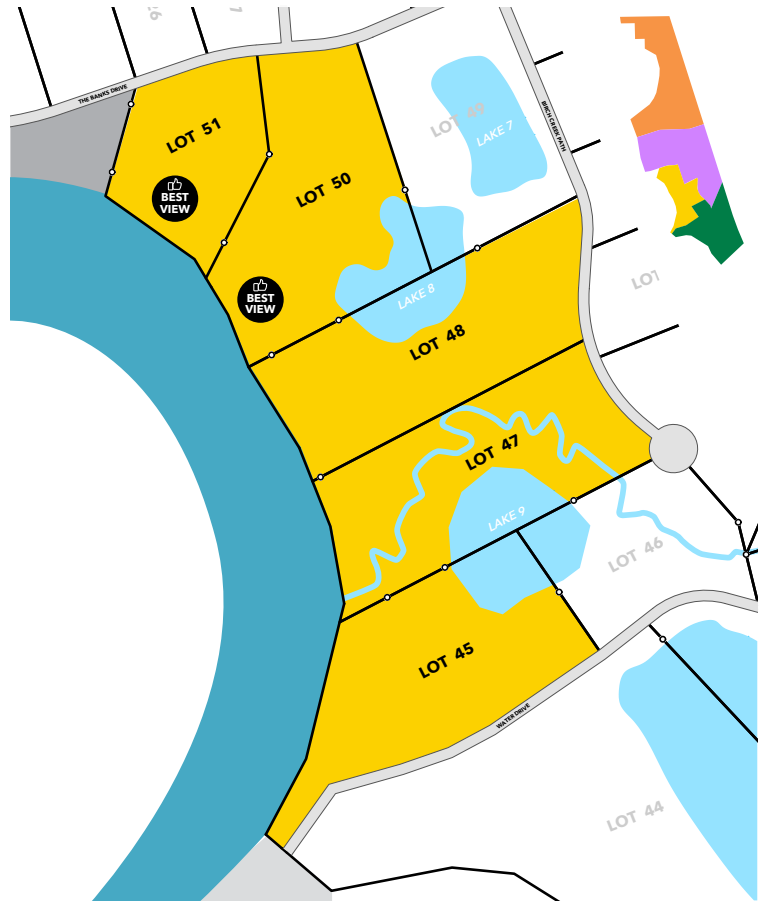 THE BANKS DRIVE
LOT 51
BEST
VIEW
LOT 50
LOT 49
LAKE 7
BIRCH CREEK PATH
BEST
VIEW
LAKE 8
LOT 48
LOT 47
LAKE 9
LOT 46
LOT 45
WATER DRIVE
LOT 44